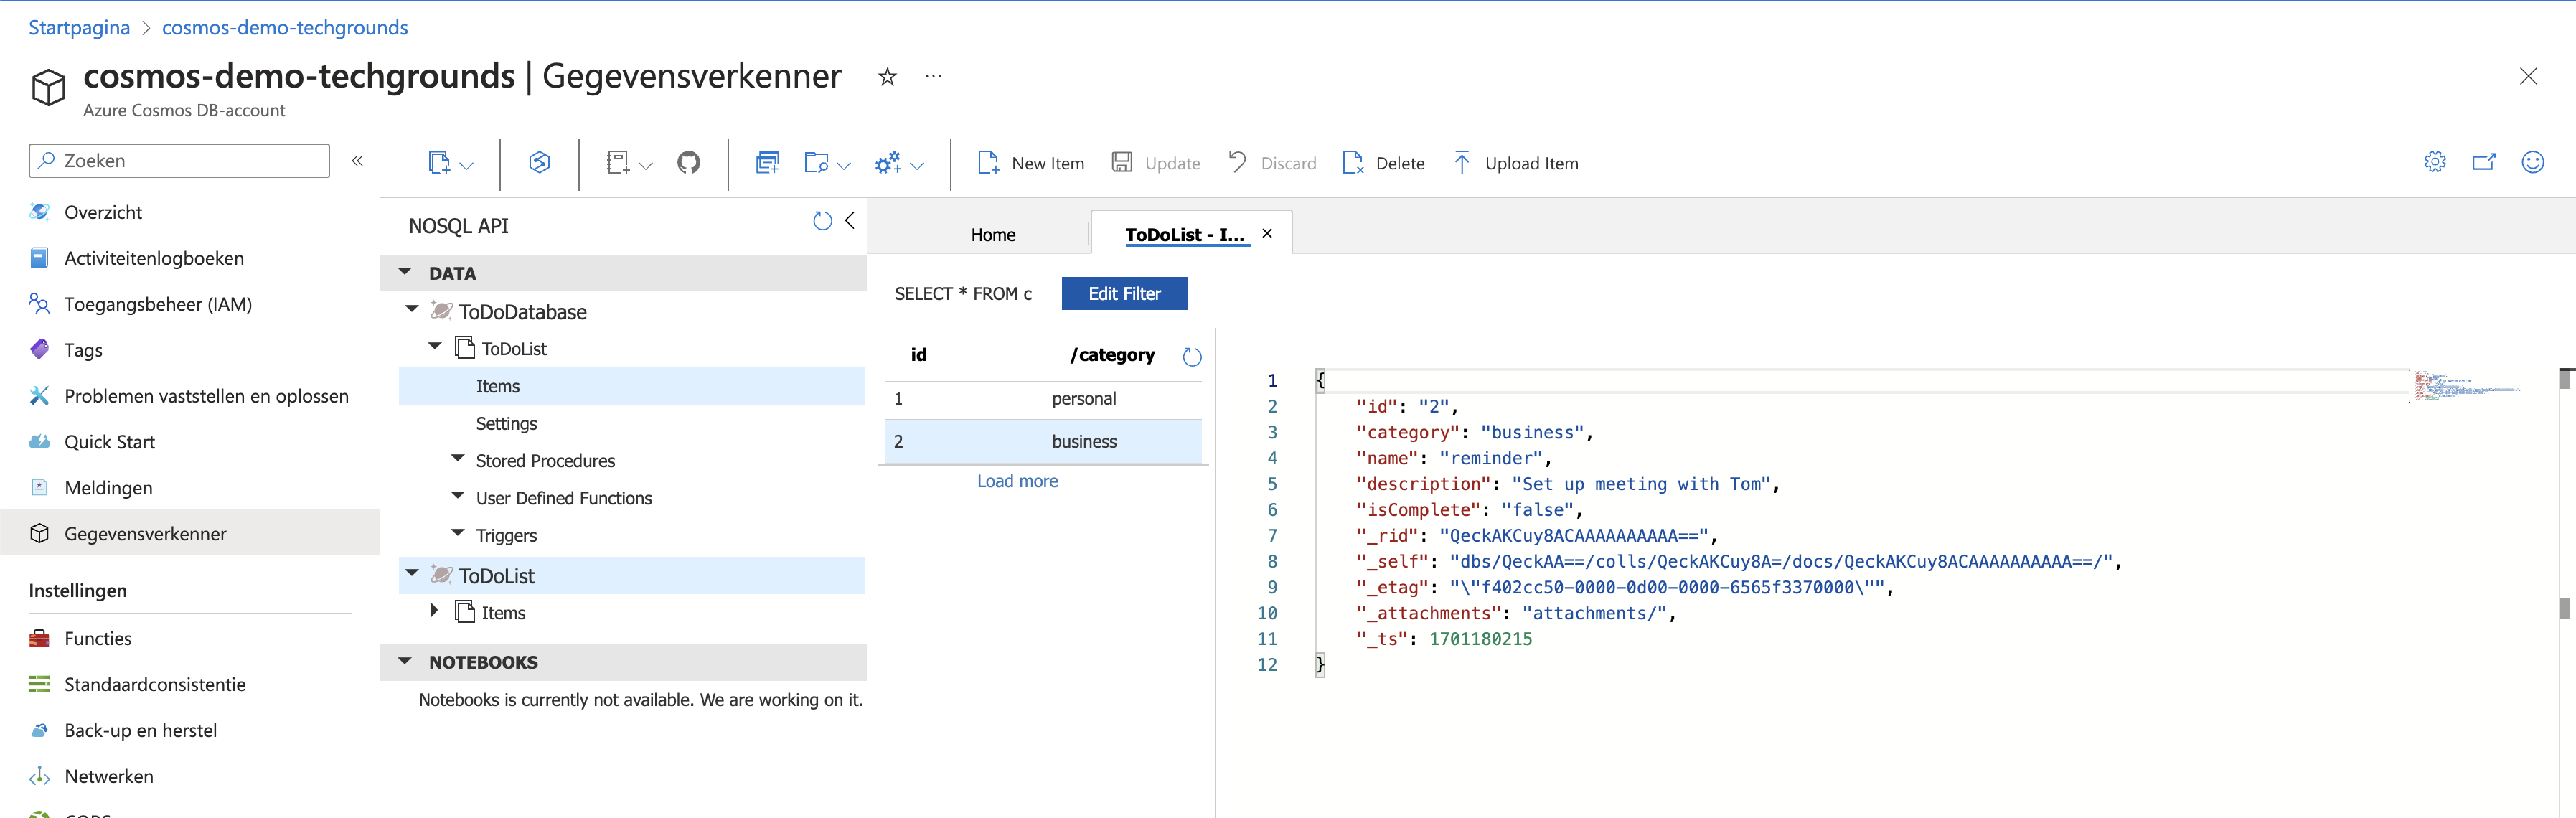 Startpagina > cosmos-demo-techgrounds
cosmos-demo-techgrounds | Gegevensverkenner
Azure Cosmos DB-account
Zoeken
Overzicht
Activiteitenlogboeken
Toegangsbeheer (IAM)
Tags
Problemen vaststellen en oplossen
Quick Start
Meldingen
Gegevensverkenner
Instellingen
Functies
Standaardconsistentie
Back-up en herstel
Netwerken
New Item Update Discard Delete Upload Item
NOSQL API
DATA
ToDoDatabase
ToDoList
Items
Settings
Stored Procedures
User Defined Functions
Triggers
ToDoList
Items
NOTEBOOKS
Notebooks is currently not available. We are working on it.
Home ToDoList - I...
SELECT * FROM c Edit Filter
id /category
1 personal
2 business
Load more
1 {
2 "id": "2",
3 "category": "business",
4 "name": "reminder",
5 "description": "Set up meeting with Tom",
6 "isComplete": "false",
7 "_rid": "QeckAKCuy8ACAAAAAAAAAA==",
8 "_self": "dbs/QeckAA==/colls/QeckAKCuy8A=/docs/QeckAKCuy8ACAAAAAAAAAA==/",
9 "_etag": "\"f402cc50-0000-0d00-0000-6565f3370000\"",
10 "_attachments": "attachments/",
11 "_ts": 1701180215
12 }